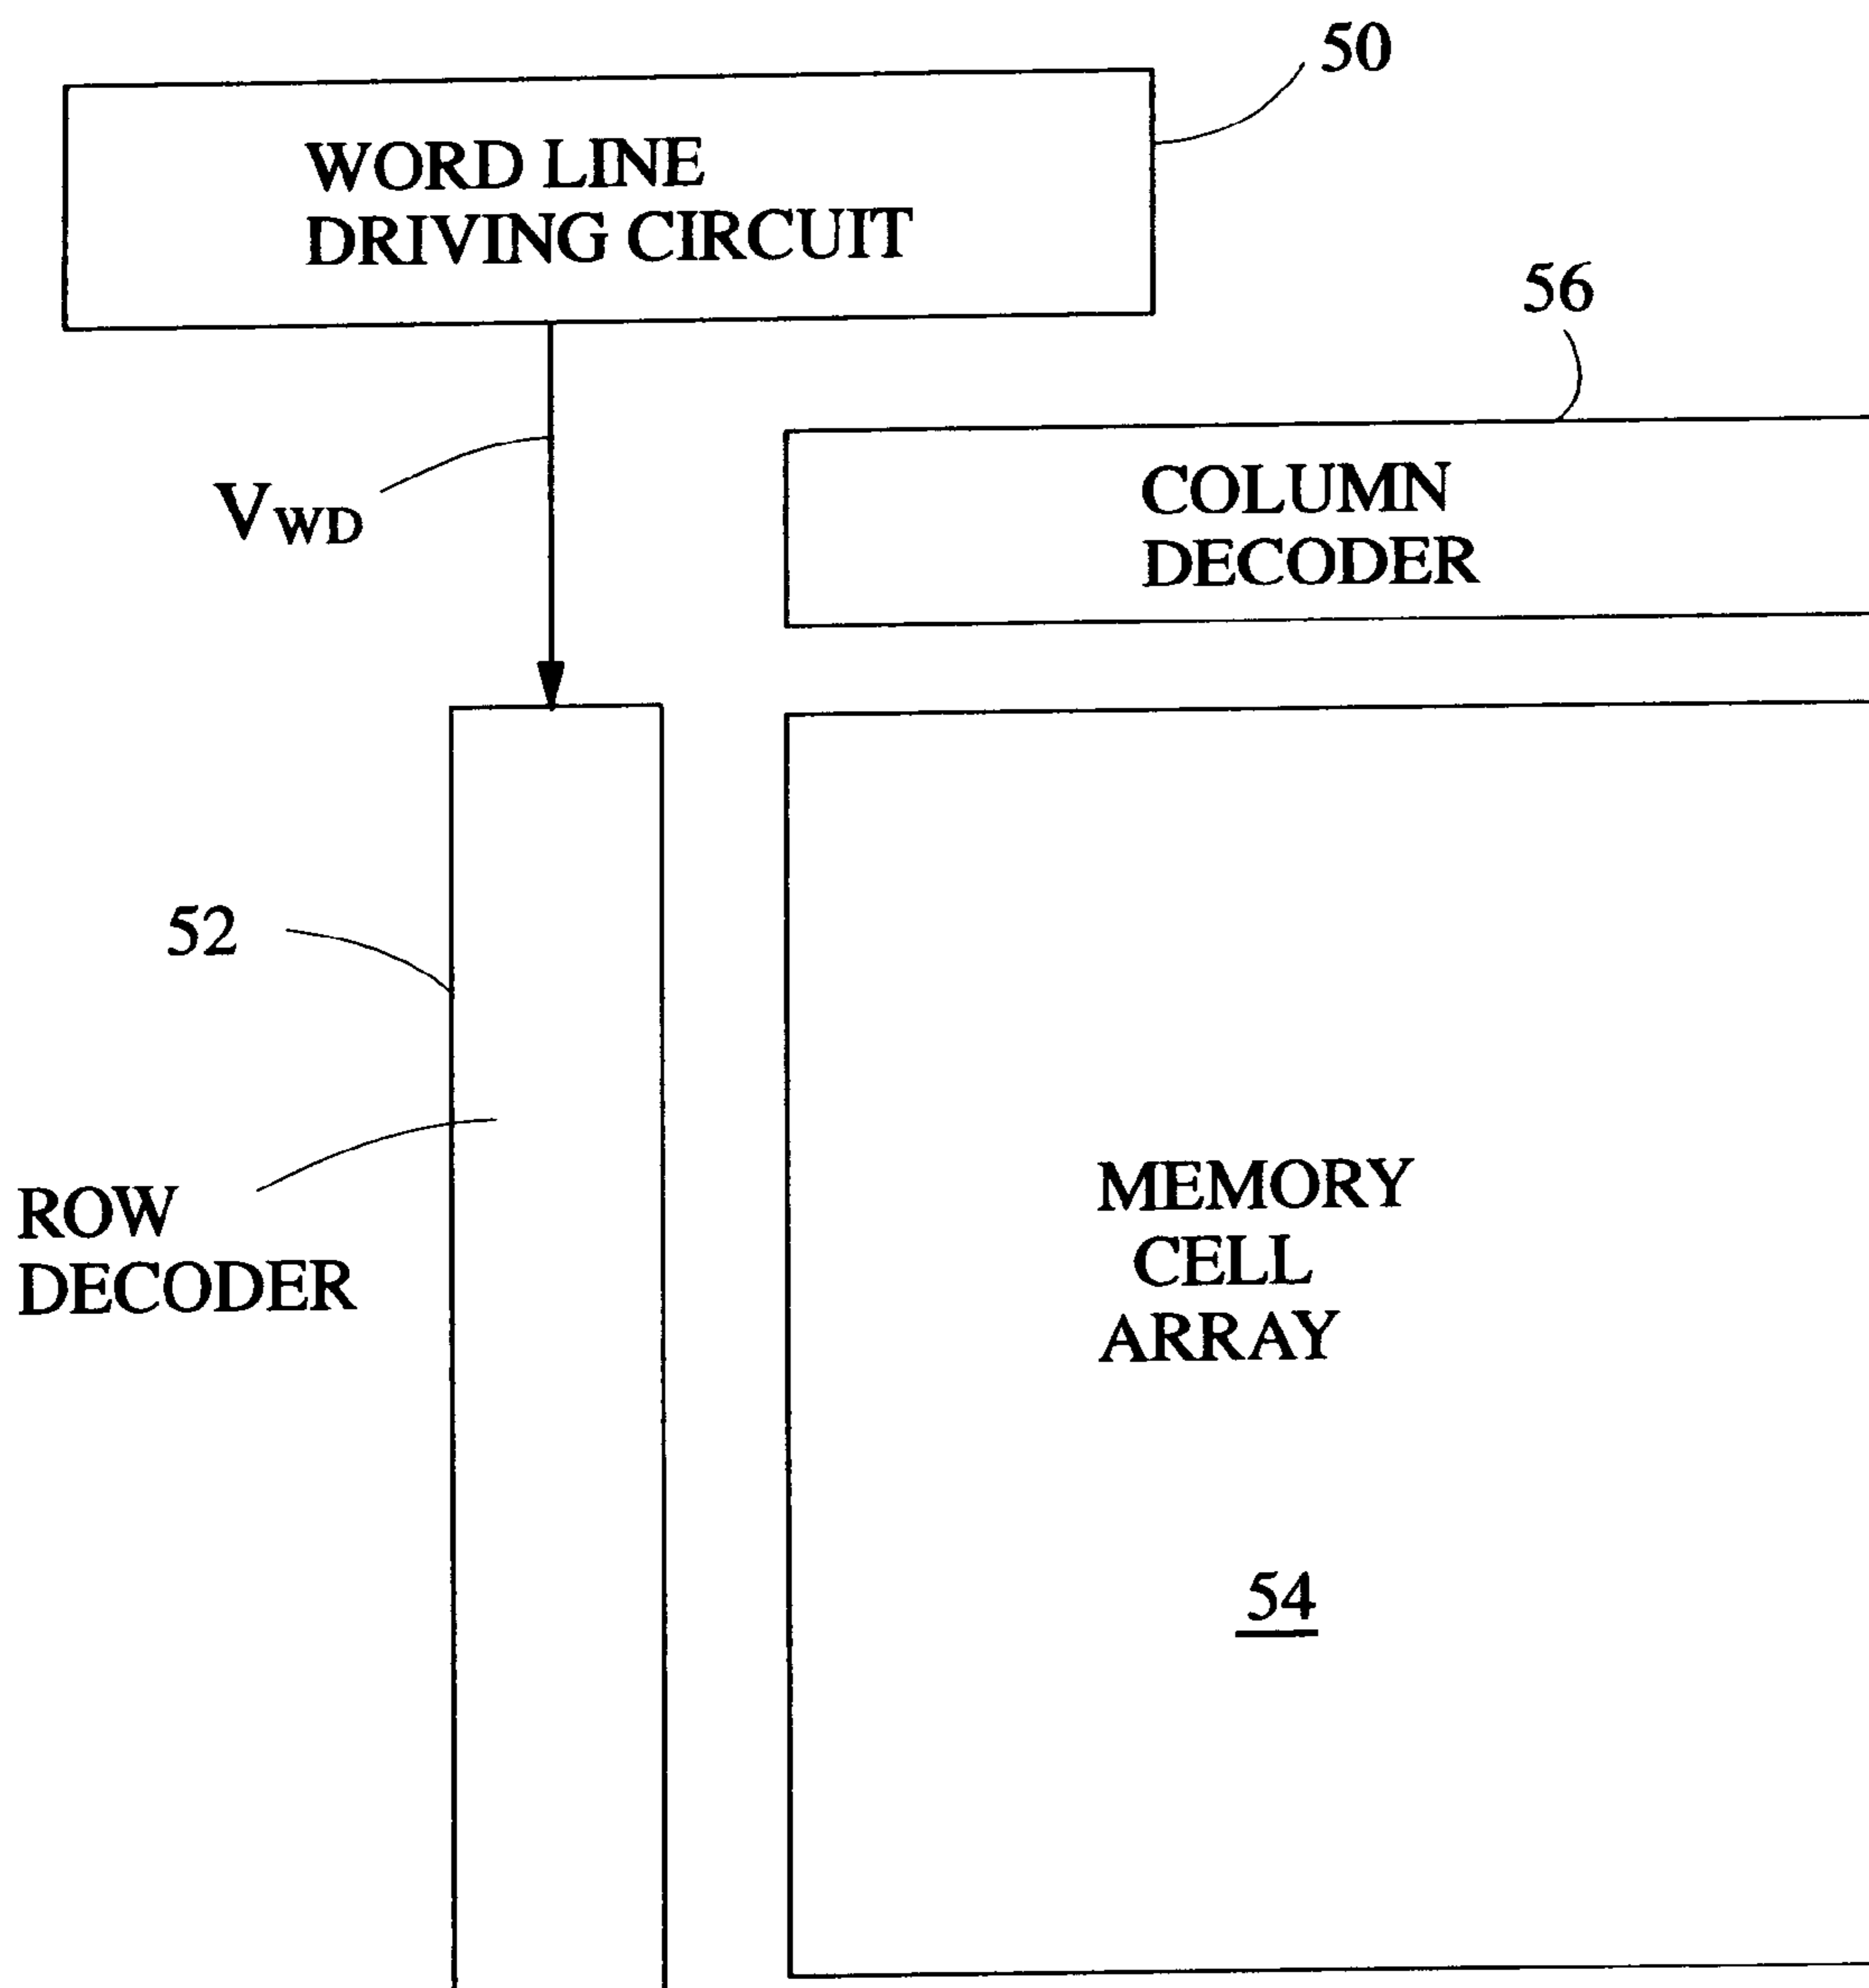 50
WORD LINE
DRIVING CIRCUIT
56
VWD
COLUMN
DECODER
52
ROW
DECODER
MEMORY
CELL
ARRAY
54